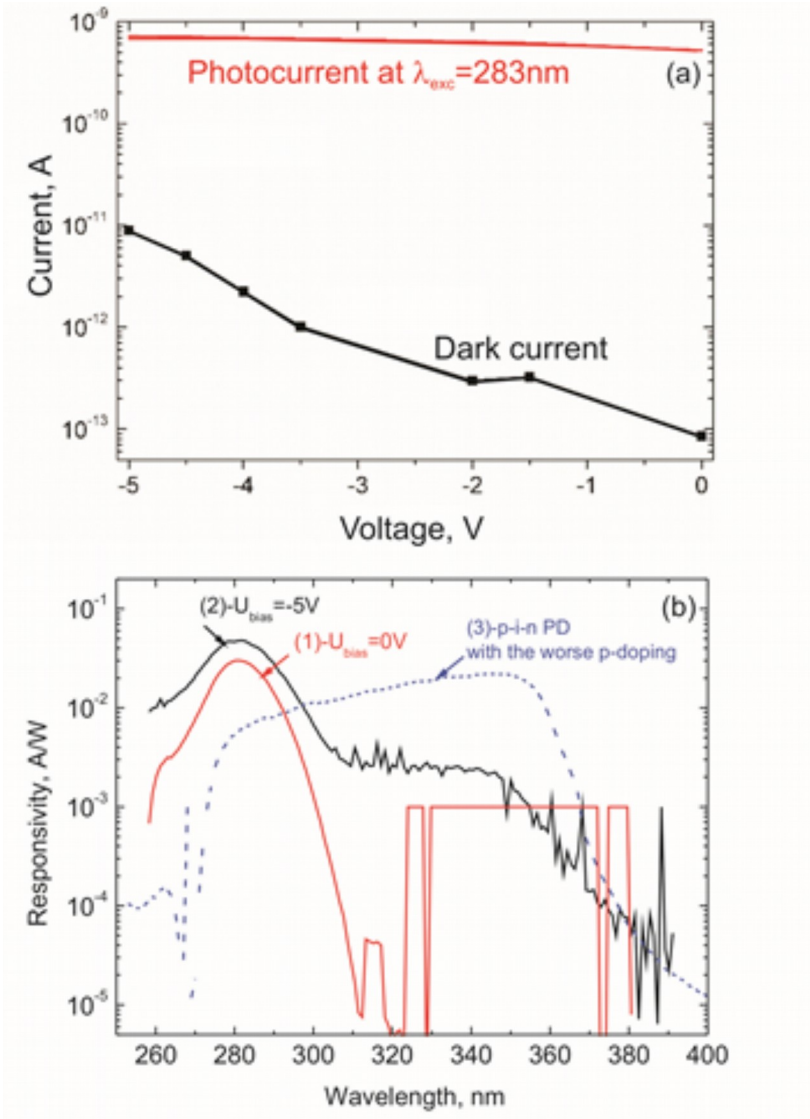 10⁻⁹
Photocurrent at λexc=283nm
(a)
10⁻¹⁰
10⁻¹¹
10⁻¹²
10⁻¹³
Current, A
Dark current
-5 -4 -3 -2 -1 0
Voltage, V
10⁻¹
(2)-Ubias=-5V
(b)
(1)-Ubias=0V
(3)-p-i-n PD
with the worse p-doping
10⁻²
10⁻³
10⁻⁴
10⁻⁵
Responsivity, A/W
260 280 300 320 340 360 380 400
Wavelength, nm